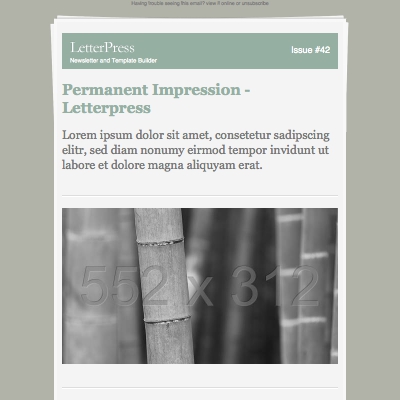 Having trouble seeing this email? view it online or unsubscribe.
LetterPress
Newsletter and Template Builder
Issue #42
Permanent Impression -
Letterpress
Lorem ipsum dolor sit amet, consetetur sadipscing
elitr, sed diam nonumy eirmod tempor invidunt ut
labore et dolore magna aliquyam erat.
552 x 312